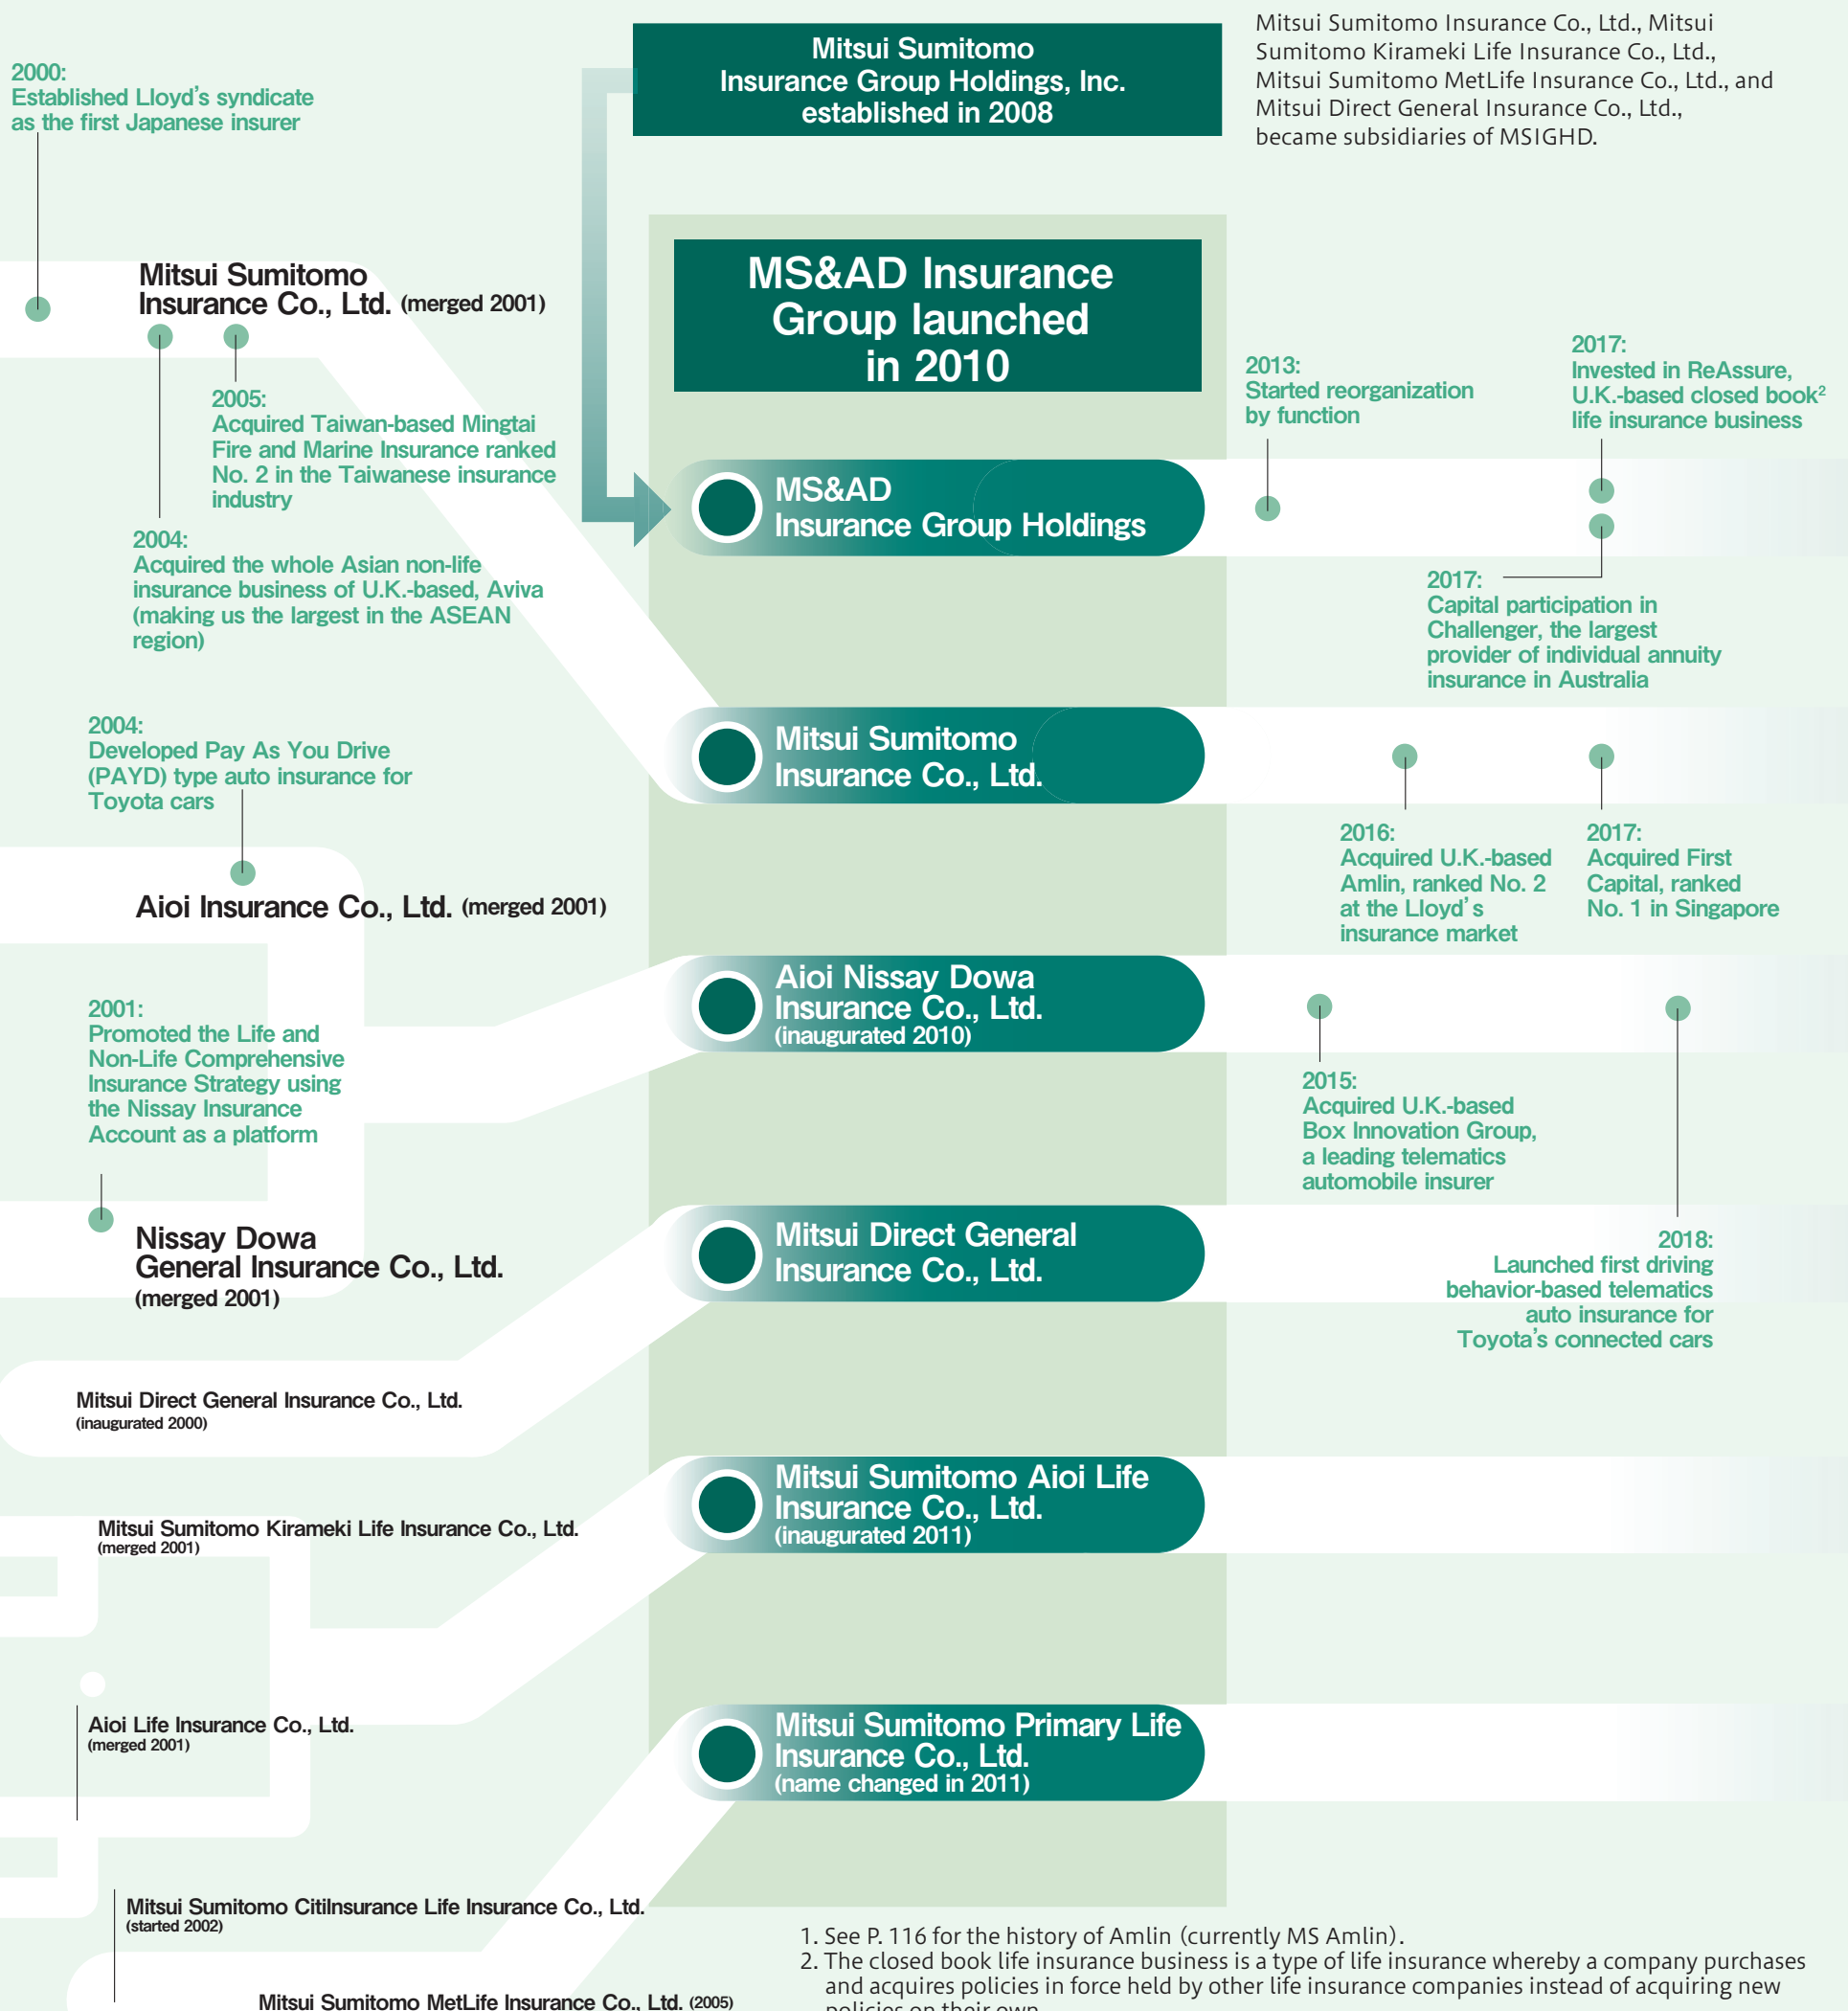 Mitsui Sumitomo
Insurance Group Holdings, Inc.
established in 2008
Mitsui Sumitomo Insurance Co., Ltd., Mitsui
Sumitomo Kirameki Life Insurance Co., Ltd.,
Mitsui Sumitomo MetLife Insurance Co., Ltd., and
Mitsui Direct General Insurance Co., Ltd.,
became subsidiaries of MSIGHD.
2000:
Established Lloyd's syndicate
as the first Japanese insurer
Mitsui Sumitomo
Insurance Co., Ltd. (merged 2001)
2005:
Acquired Taiwan-based Mingtai
Fire and Marine Insurance ranked
No. 2 in the Taiwanese insurance
industry
2004:
Acquired the whole Asian non-life
insurance business of U.K.-based, Aviva
(making us the largest in the ASEAN
region)
2004:
Developed Pay As You Drive
(PAYD) type auto insurance for
Toyota cars
Aioi Insurance Co., Ltd. (merged 2001)
2001:
Promoted the Life and
Non-Life Comprehensive
Insurance Strategy using
the Nissay Insurance
Account as a platform
Nissay Dowa
General Insurance Co., Ltd.
(merged 2001)
Mitsui Direct General Insurance Co., Ltd.
(inaugurated 2000)
Mitsui Sumitomo Kirameki Life Insurance Co., Ltd.
(merged 2001)
Aioi Life Insurance Co., Ltd.
(merged 2001)
Mitsui Sumitomo CitiInsurance Life Insurance Co., Ltd.
(started 2002)
Mitsui Sumitomo MetLife Insurance Co., Ltd. (2005)
MS&AD Insurance
Group launched
in 2010
MS&AD
Insurance Group Holdings
Mitsui Sumitomo
Insurance Co., Ltd.
Aioi Nissay Dowa
Insurance Co., Ltd.
(inaugurated 2010)
Mitsui Direct General
Insurance Co., Ltd.
Mitsui Sumitomo Aioi Life
Insurance Co., Ltd.
(inaugurated 2011)
Mitsui Sumitomo Primary Life
Insurance Co., Ltd.
(name changed in 2011)
2013:
Started reorganization
by function
2017:
Invested in ReAssure,
U.K.-based closed book²
life insurance business
2017:
Capital participation in
Challenger, the largest
provider of individual annuity
insurance in Australia
2016:
Acquired U.K.-based
Amlin, ranked No. 2
at the Lloyd's
insurance market
2017:
Acquired First
Capital, ranked
No. 1 in Singapore
2015:
Acquired U.K.-based
Box Innovation Group,
a leading telematics
automobile insurer
2018:
Launched first driving
behavior-based telematics
auto insurance for
Toyota's connected cars
1. See P. 116 for the history of Amlin (currently MS Amlin).
2. The closed book life insurance business is a type of life insurance whereby a company purchases
and acquires policies in force held by other life insurance companies instead of acquiring new
policies on their own